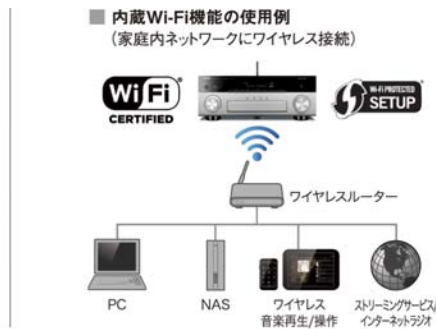 ■ 内蔵Wi-Fi機能の使用例
（家庭内ネットワークにワイヤレス接続）
Wi Fi
CERTIFIED
WI-FI PROTECTED
SETUP
ワイヤレスルーター
PC
NAS
ワイヤレス
音楽再生/操作
ストリーミングサービス/
インターネットラジオ